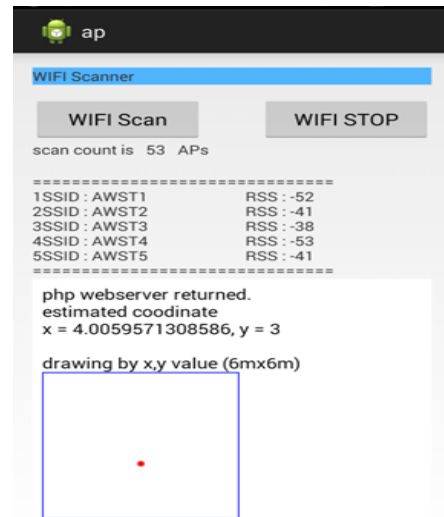 ap
WIFI Scanner
WIFI Scan WIFI STOP
scan count is 53 APs
===============================
1SSID : AWST1 RSS : -52
2SSID : AWST2 RSS : -41
3SSID : AWST3 RSS : -38
4SSID : AWST4 RSS : -53
5SSID : AWST5 RSS : -41
===============================
php webserver returned.
estimated coodinate
x = 4.0059571308586, y = 3
drawing by x,y value (6mx6m)